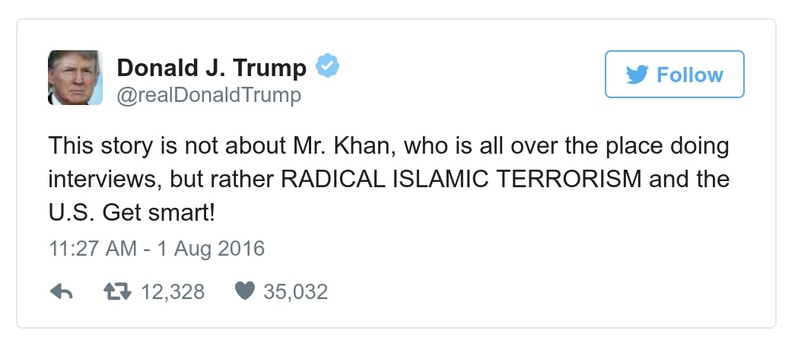 Donald J. Trump
@realDonaldTrump
Follow
This story is not about Mr. Khan, who is all over the place doing
interviews, but rather RADICAL ISLAMIC TERRORISM and the
U.S. Get smart!
11:27 AM - 1 Aug 2016
12,328 35,032